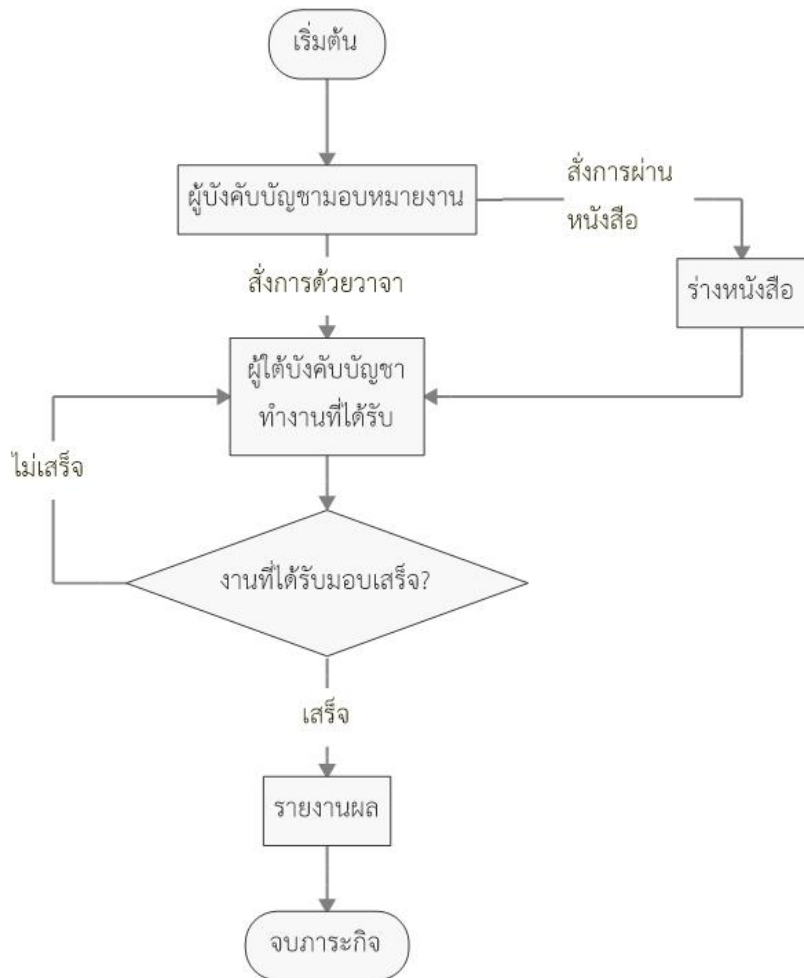 เริ่มต้น
ผู้บังคับบัญชามอบหมายงาน
สั่งการผ่าน
หนังสือ
สั่งการด้วยวาจา
ร่างหนังสือ
ผู้ใต้บังคับบัญชา
ทำงานที่ได้รับ
ไม่เสร็จ
งานที่ได้รับมอบเสร็จ?
เสร็จ
รายงานผล
จบภาระกิจ